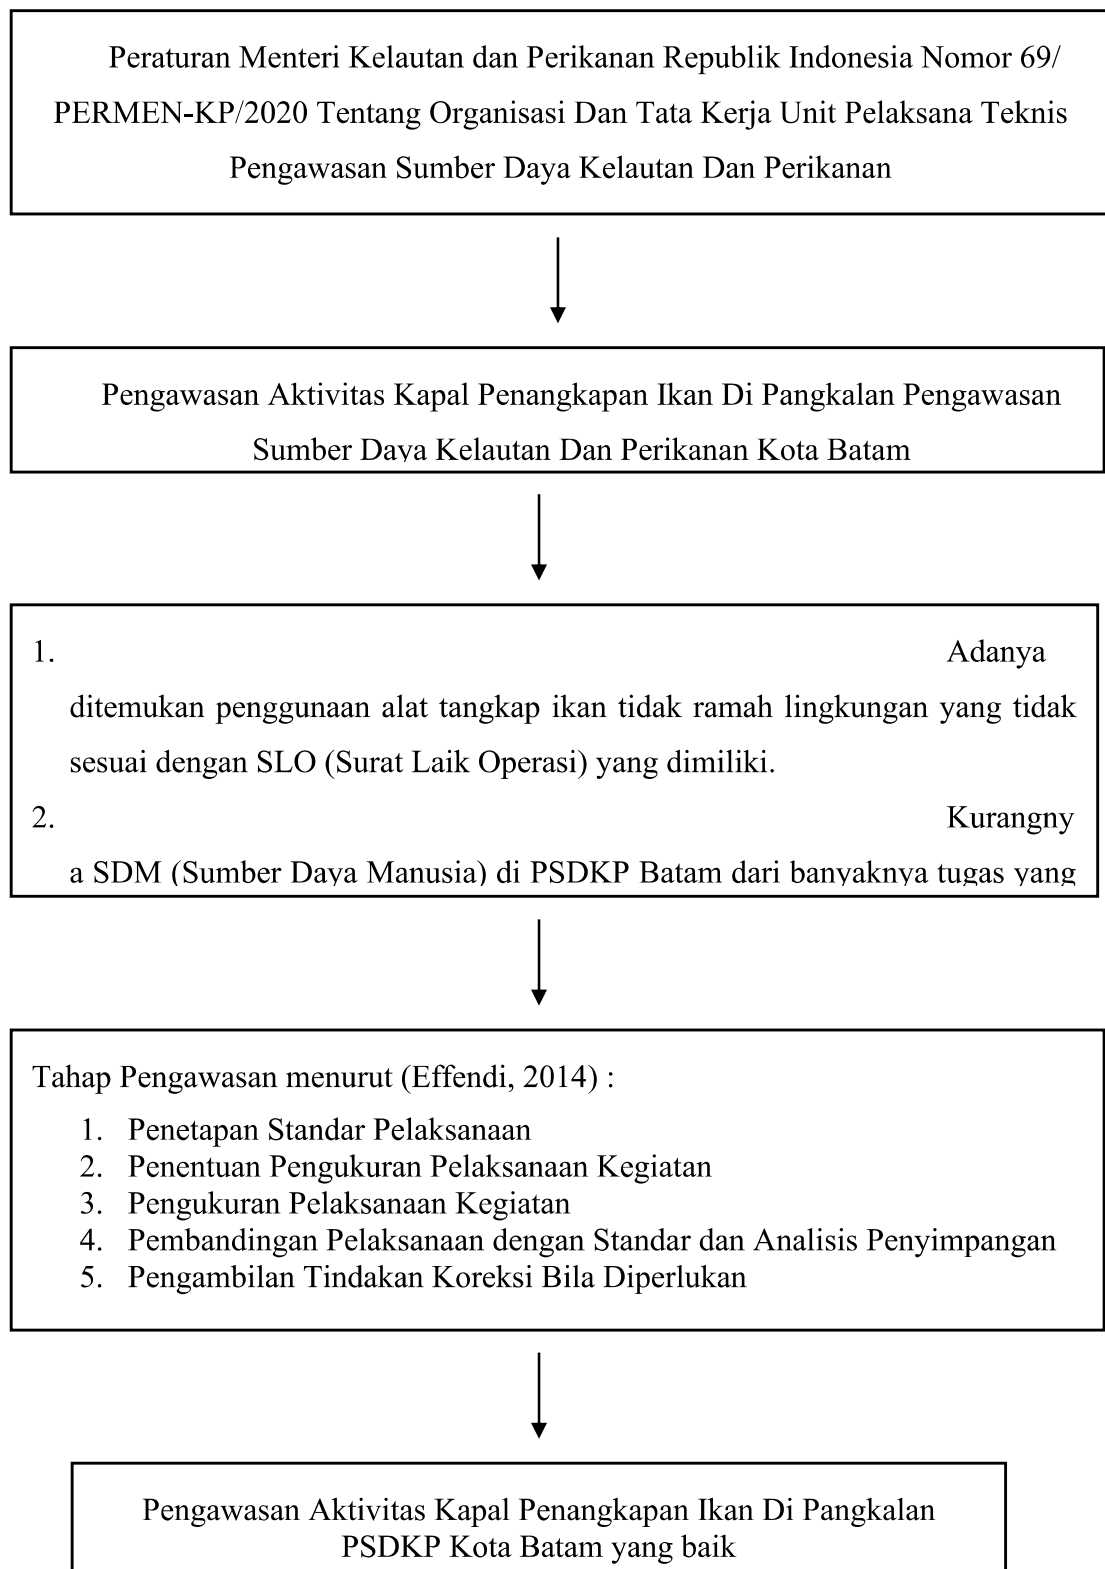 Peraturan Menteri Kelautan dan Perikanan Republik Indonesia Nomor 69/
PERMEN-KP/2020 Tentang Organisasi Dan Tata Kerja Unit Pelaksana Teknis
Pengawasan Sumber Daya Kelautan Dan Perikanan
Pengawasan Aktivitas Kapal Penangkapan Ikan Di Pangkalan Pengawasan
Sumber Daya Kelautan Dan Perikanan Kota Batam
1. Adanya
ditemukan penggunaan alat tangkap ikan tidak ramah lingkungan yang tidak
sesuai dengan SLO (Surat Laik Operasi) yang dimiliki.
2. Kurangny
a SDM (Sumber Daya Manusia) di PSDKP Batam dari banyaknya tugas yang
Tahap Pengawasan menurut (Effendi, 2014) :
1. Penetapan Standar Pelaksanaan
2. Penentuan Pengukuran Pelaksanaan Kegiatan
3. Pengukuran Pelaksanaan Kegiatan
4. Pembandingan Pelaksanaan dengan Standar dan Analisis Penyimpangan
5. Pengambilan Tindakan Koreksi Bila Diperlukan
Pengawasan Aktivitas Kapal Penangkapan Ikan Di Pangkalan
PSDKP Kota Batam yang baik